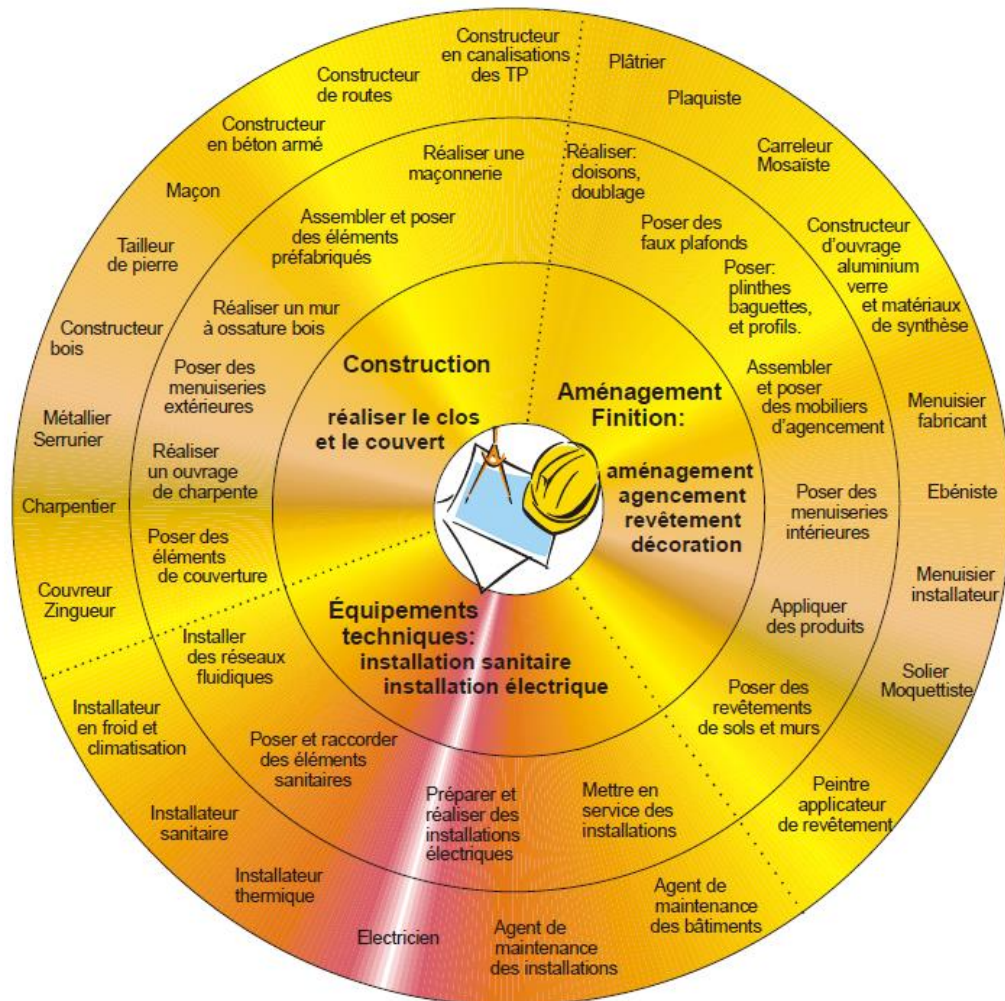 Constructeur
en canalisations
des TP
Constructeur
de routes
Constructeur
en béton armé
Maçon
Tailleur
de pierre
Constructeur
bois
Métallier
Serrurier
Charpentier
Couvreur
Zingueur
Réaliser une
maçonnerie
Assembler et poser
des éléments
préfabriqués
Réaliser un mur
à ossature bois
Poser des
menuiseries
extérieures
Réaliser
un ouvrage
de charpente
Poser des
éléments
de couverture
Construction
réaliser le clos
et le couvert
Plâtrier
Plaquiste
Carreleur
Mosaïste
Constructeur
d'ouvrage
aluminium
verre
et matériaux
de synthèse
Menuisier
fabricant
Ebéniste
Menuisier
installateur
Solier
Moquettiste
Peintre
applicateur
de revêtement
Réaliser:
cloisons,
doublage
Poser des
faux plafonds
Poser:
plinthes
baguettes,
et profils.
Assembler
et poser
des mobiliers
d'agencement
Poser des
menuiseries
intérieures
Appliquer
des produits
Poser des
revêtements
de sols et murs
Aménagement
Finition:
aménagement
agencement
revêtement
décoration
Équipements
techniques:
installation sanitaire
installation électrique
Installer
des réseaux
fluidiques
Poser et raccorder
des éléments
sanitaires
Préparer et
réaliser des
installations
électriques
Mettre en
service des
installations
Installateur
en froid et
climatisation
Installateur
sanitaire
Installateur
thermique
Electricien
Agent de
maintenance
des installations
Agent de
maintenance
des bâtiments